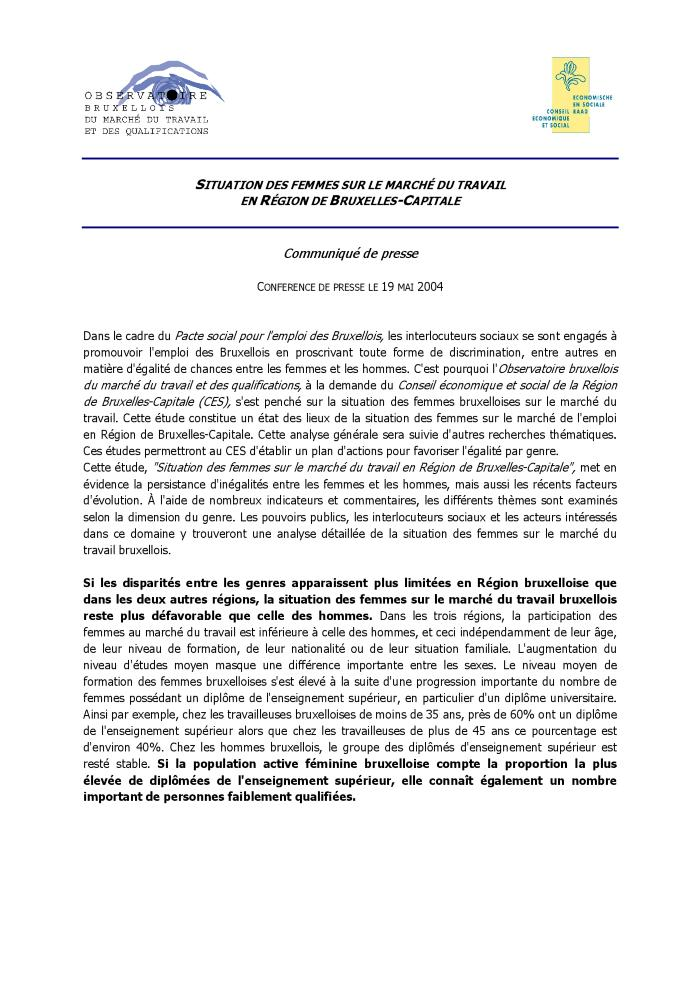 OBSERVATOIRE
BRUXELLOIS
DU MARCHÉ DU TRAVAIL
ET DES QUALIFICATIONS
ECONOMISCHE
EN SOCIALE
CONSEIL RAAD
ECONOMIQUE
ET SOCIAL
SITUATION DES FEMMES SUR LE MARCHÉ DU TRAVAIL
EN RÉGION DE BRUXELLES-CAPITALE
Communiqué de presse
CONFERENCE DE PRESSE LE 19 MAI 2004
Dans le cadre du Pacte social pour l'emploi des Bruxellois, les interlocuteurs sociaux se sont engagés à
promouvoir l'emploi des Bruxellois en proscrivant toute forme de discrimination, entre autres en
matière d'égalité de chances entre les femmes et les hommes. C'est pourquoi l'Observatoire bruxellois
du marché du travail et des qualifications, à la demande du Conseil économique et social de la Région
de Bruxelles-Capitale (CES), s'est penché sur la situation des femmes bruxelloises sur le marché du
travail. Cette étude constitue un état des lieux de la situation des femmes sur le marché de l'emploi
en Région de Bruxelles-Capitale. Cette analyse générale sera suivie d'autres recherches thématiques.
Ces études permettront au CES d'établir un plan d'actions pour favoriser l'égalité par genre.
Cette étude, "Situation des femmes sur le marché du travail en Région de Bruxelles-Capitale", met en
évidence la persistance d'inégalités entre les femmes et les hommes, mais aussi les récents facteurs
d'évolution. À l'aide de nombreux indicateurs et commentaires, les différents thèmes sont examinés
selon la dimension du genre. Les pouvoirs publics, les interlocuteurs sociaux et les acteurs intéressés
dans ce domaine y trouveront une analyse détaillée de la situation des femmes sur le marché du
travail bruxellois.
Si les disparités entre les genres apparaissent plus limitées en Région bruxelloise que
dans les deux autres régions, la situation des femmes sur le marché du travail bruxellois
reste plus défavorable que celle des hommes. Dans les trois régions, la participation des
femmes au marché du travail est inférieure à celle des hommes, et ceci indépendamment de leur âge,
de leur niveau de formation, de leur nationalité ou de leur situation familiale. L'augmentation du
niveau d'études moyen masque une différence importante entre les sexes. Le niveau moyen de
formation des femmes bruxelloises s'est élevé à la suite d'une progression importante du nombre de
femmes possédant un diplôme de l'enseignement supérieur, en particulier d'un diplôme universitaire.
Ainsi par exemple, chez les travailleuses bruxelloises de moins de 35 ans, près de 60% ont un diplôme
de l'enseignement supérieur alors que chez les travailleuses de plus de 45 ans ce pourcentage est
d'environ 40%. Chez les hommes bruxellois, le groupe des diplômés d'enseignement supérieur est
resté stable. Si la population active féminine bruxelloise compte la proportion la plus
élevée de diplômées de l'enseignement supérieur, elle connaît également un nombre
important de personnes faiblement qualifiées.